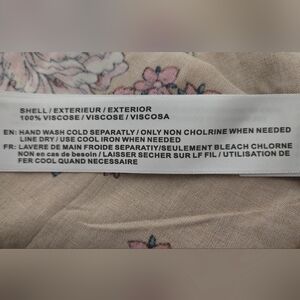 SHELL / EXTERIEUR / EXTERIOR
100% VISCOSE / VISCOSE / VISCOSA
EN: HAND WASH COLD SEPARATLY / ONLY NON CHOLRINE WHEN NEEDED
LINE DRY / USE COOL IRON WHEN NEEDED
FR: LAVERE DE MAIN FROIDE SEPARATIY/SEULEMENT BLEACH CHLORNE
NON en cas de besoin / LAISSER SECHER SUR LF FIL / UTILISATION DE
FER COOL QUAND NECESSAIRE